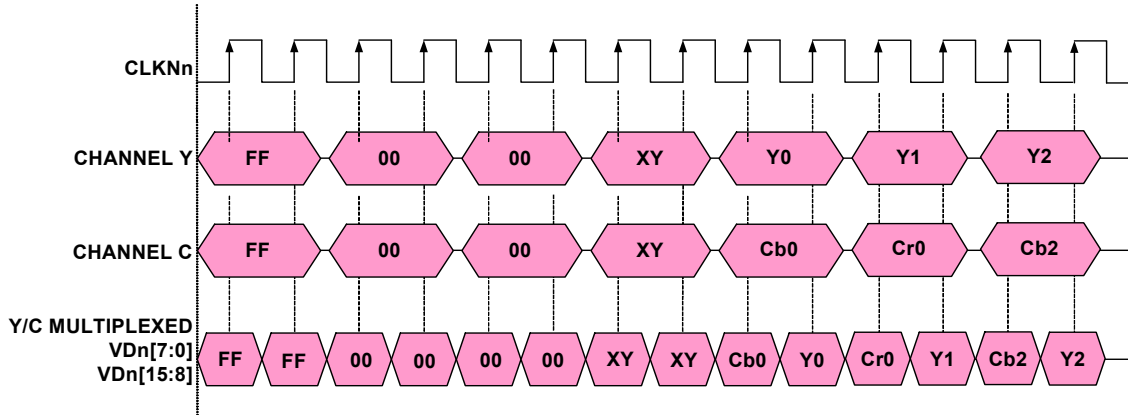 CLKNn
CHANNEL Y FF 00 00 XY Y0 Y1 Y2
CHANNEL C FF 00 00 XY Cb0 Cr0 Cb2
Y/C MULTIPLEXED
VDn[7:0]
VDn[15:8]
FF FF 00 00 00 00 XY XY Cb0 Y0 Cr0 Y1 Cb2 Y2